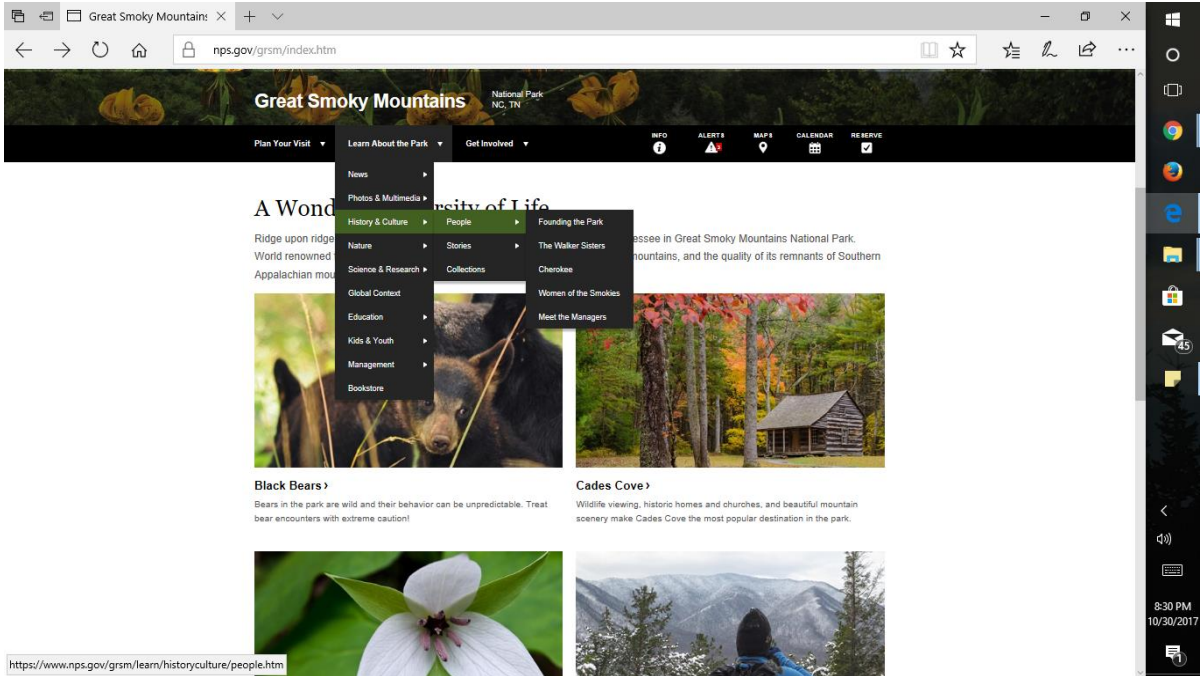 Great Smoky Mountains
nps.gov/grsm/index.htm
Great Smoky Mountains
National Park
NC, TN
Plan Your Visit
Learn About the Park
Get Involved
INFO
ALERTS
3
MAPS
CALENDAR
RESERVE
News
Photos & Multimedia
History & Culture
Nature
Science & Research
Global Context
Education
Kids & Youth
Management
Bookstore
People
Stories
Collections
Founding the Park
The Walker Sisters
Cherokee
Women of the Smokies
Meet the Managers
A Wond rsity of Life
Ridge upon ridge essee in Great Smoky Mountains National Park.
World renowned mountains, and the quality of its remnants of Southern
Appalachian mou
Black Bears
Bears in the park are wild and their behavior can be unpredictable. Treat
bear encounters with extreme caution!
Cades Cove
Wildlife viewing, historic homes and churches, and beautiful mountain
scenery make Cades Cove the most popular destination in the park.
https://www.nps.gov/grsm/learn/historyculture/people.htm
45
8:30 PM
10/30/2017
1